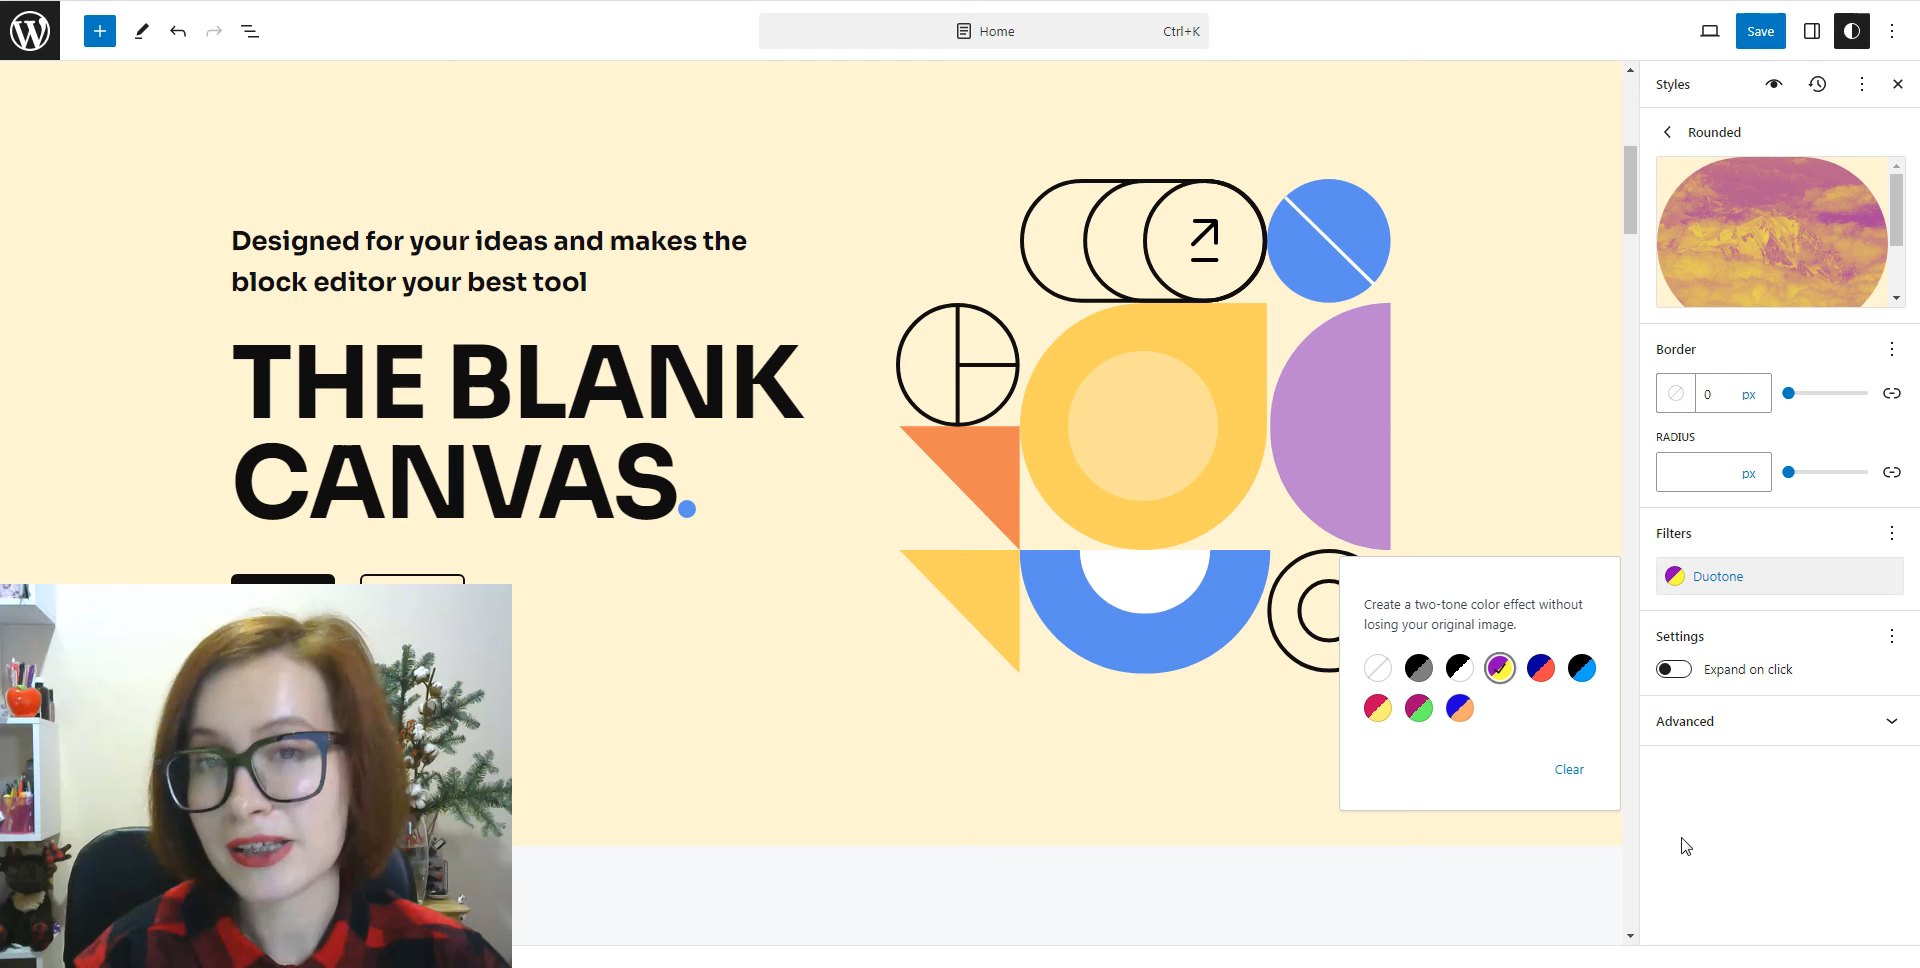 Home
Ctrl+K
Save
Styles
Rounded
Designed for your ideas and makes the
block editor your best tool
THE BLANK
CANVAS.
Border
0 px
RADIUS
px
Filters
Duotone
Create a two-tone color effect without
losing your original image.
Clear
Settings
Expand on click
Advanced